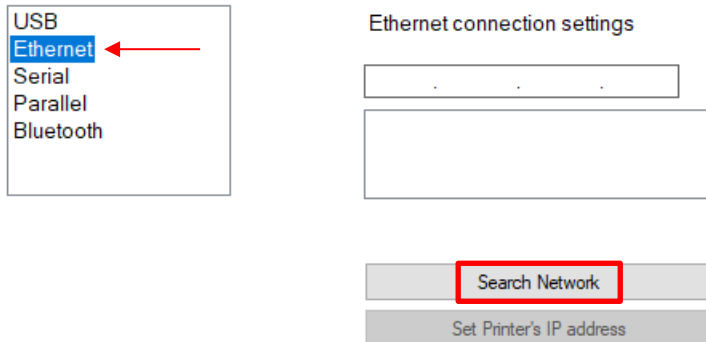 USB
Ethernet
Serial
Parallel
Bluetooth
Ethernet connection settings
. . .
Search Network
Set Printer's IP address